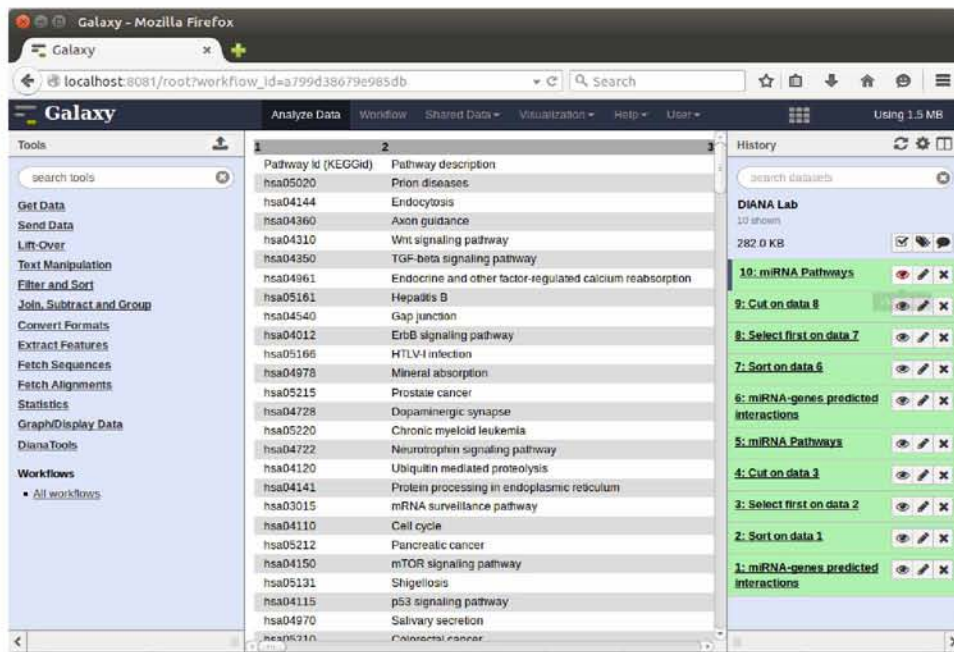 Galaxy - Mozilla Firefox
Galaxy
localhost:8081/root?workflow_id=a799d38679e985db
Search
Galaxy
Analyze Data Workflow Shared Data Visualization Help User
Using 1.5 MB
Tools
search tools
Get Data
Send Data
Lift-Over
Text Manipulation
Filter and Sort
Join, Subtract and Group
Convert Formats
Extract Features
Fetch Sequences
Fetch Alignments
Statistics
Graph/Display Data
DianaTools
Workflows
All workflows
1 2 3
Pathway Id (KEGGid) Pathway description
hsa05020 Prion diseases
hsa04144 Endocytosis
hsa04360 Axon guidance
hsa04310 Wnt signaling pathway
hsa04350 TGF-beta signaling pathway
hsa04961 Endocrine and other factor-regulated calcium reabsorption
hsa05161 Hepatitis B
hsa04540 Gap junction
hsa04012 ErbB signaling pathway
hsa05166 HTLV-I infection
hsa04978 Mineral absorption
hsa05215 Prostate cancer
hsa04728 Dopaminergic synapse
hsa05220 Chronic myeloid leukemia
hsa04722 Neurotrophin signaling pathway
hsa04120 Ubiquitin mediated proteolysis
hsa04141 Protein processing in endoplasmic reticulum
hsa03015 mRNA surveillance pathway
hsa04110 Cell cycle
hsa05212 Pancreatic cancer
hsa04150 mTOR signaling pathway
hsa05131 Shigellosis
hsa04115 p53 signaling pathway
hsa04970 Salivary secretion
hsa05210 Colorectal cancer
History
search datasets
DIANA Lab
10 shown
282.0 KB
10: miRNA Pathways
9: Cut on data 8
8: Select first on data 7
7: Sort on data 6
6: miRNA-genes predicted
interactions
5: miRNA Pathways
4: Cut on data 3
3: Select first on data 2
2: Sort on data 1
1: miRNA-genes predicted
interactions